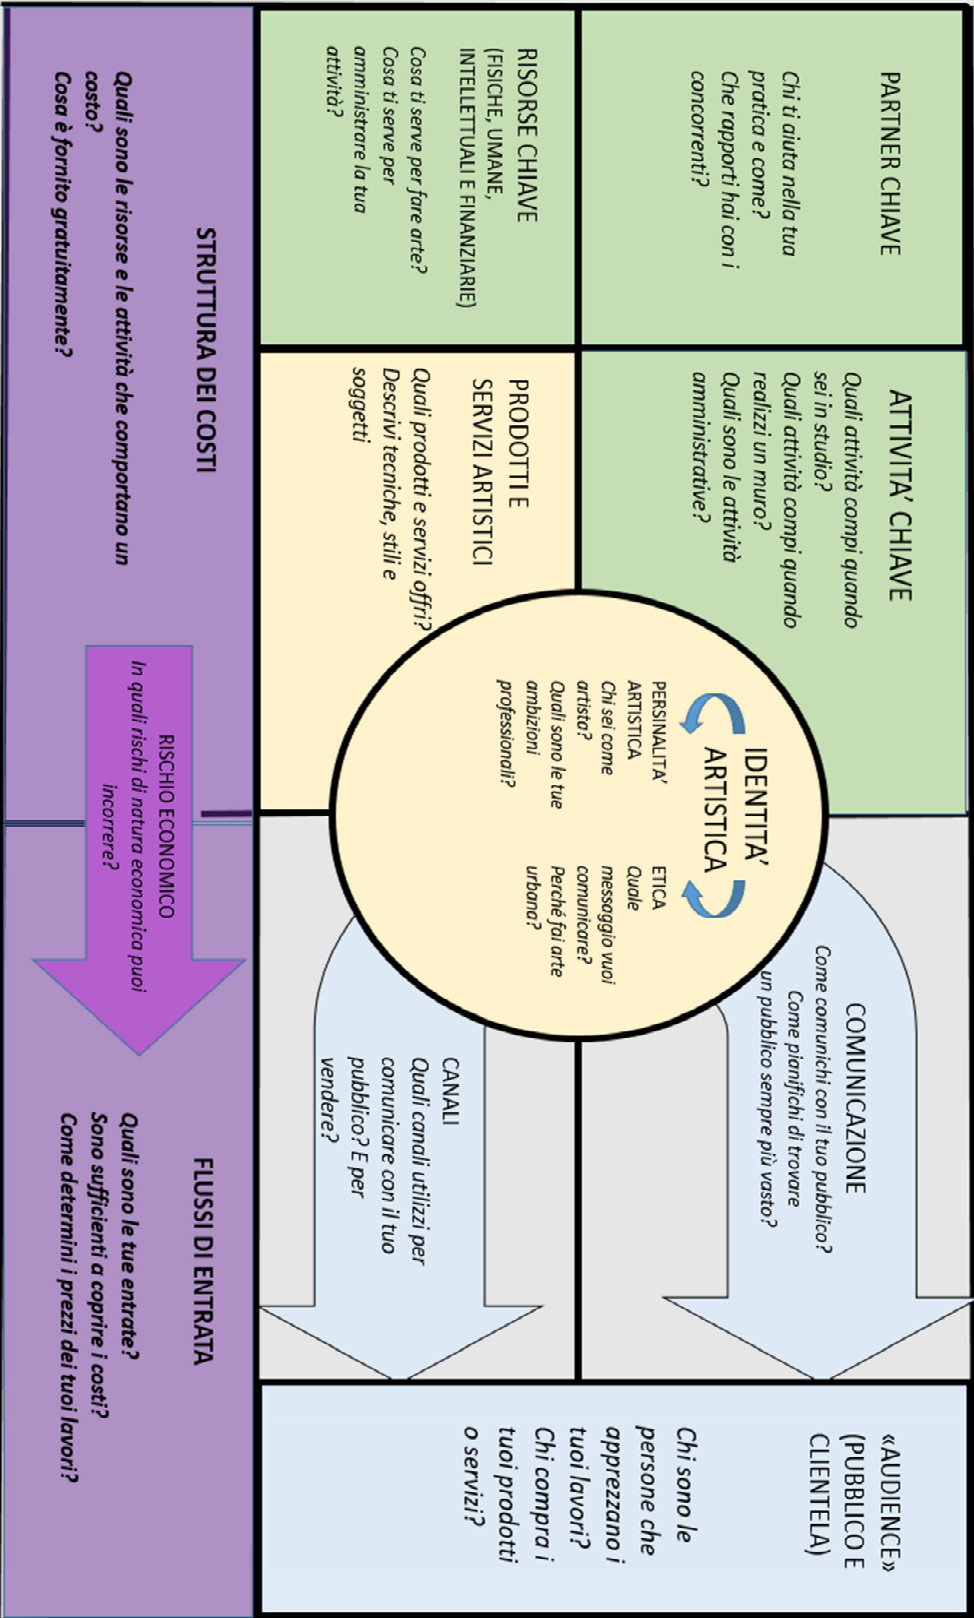 PARTNER CHIAVE
Chi ti aiuta nella tua
pratica e come?
Che rapporti hai con i
concorrenti?
ATTIVITA’ CHIAVE
Quali attività compi quando
sei in studio?
Quali attività compi quando
realizzi un muro?
Quali sono le attività
amministrative?
RISORSE CHIAVE
(FISICHE, UMANE,
INTELLETTUALI E FINANZIARIE)
Cosa ti serve per fare arte?
Cosa ti serve per
amministrare la tua
attività?
PRODOTTI E
SERVIZI ARTISTICI
Quali prodotti e servizi offri?
Descrivi tecniche, stili e
soggetti
IDENTITA’
ARTISTICA
PERSINALITA’
ARTISTICA
Chi sei come
artista?
Quali sono le tue
ambizioni
professionali?
ETICA
Quale
messaggio vuoi
comunicare?
Perché fai arte
urbana?
COMUNICAZIONE
Come comunichi con il tuo pubblico?
Come pianifichi di trovare
un pubblico sempre più vasto?
CANALI
Quali canali utilizzi per
comunicare con il tuo
pubblico? E per
vendere?
«AUDIENCE»
(PUBBLICO E
CLIENTELA)
Chi sono le
persone che
apprezzano i
tuoi lavori?
Chi compra i
tuoi prodotti
o servizi?
STRUTTURA DEI COSTI
Quali sono le risorse e le attività che comportano un
costo?
Cosa è fornito gratuitamente?
RISCHIO ECONOMICO
In quali rischi di natura economica puoi
incorrere?
FLUSSI DI ENTRATA
Quali sono le tue entrate?
Sono sufficienti a coprire i costi?
Come determini i prezzi dei tuoi lavori?